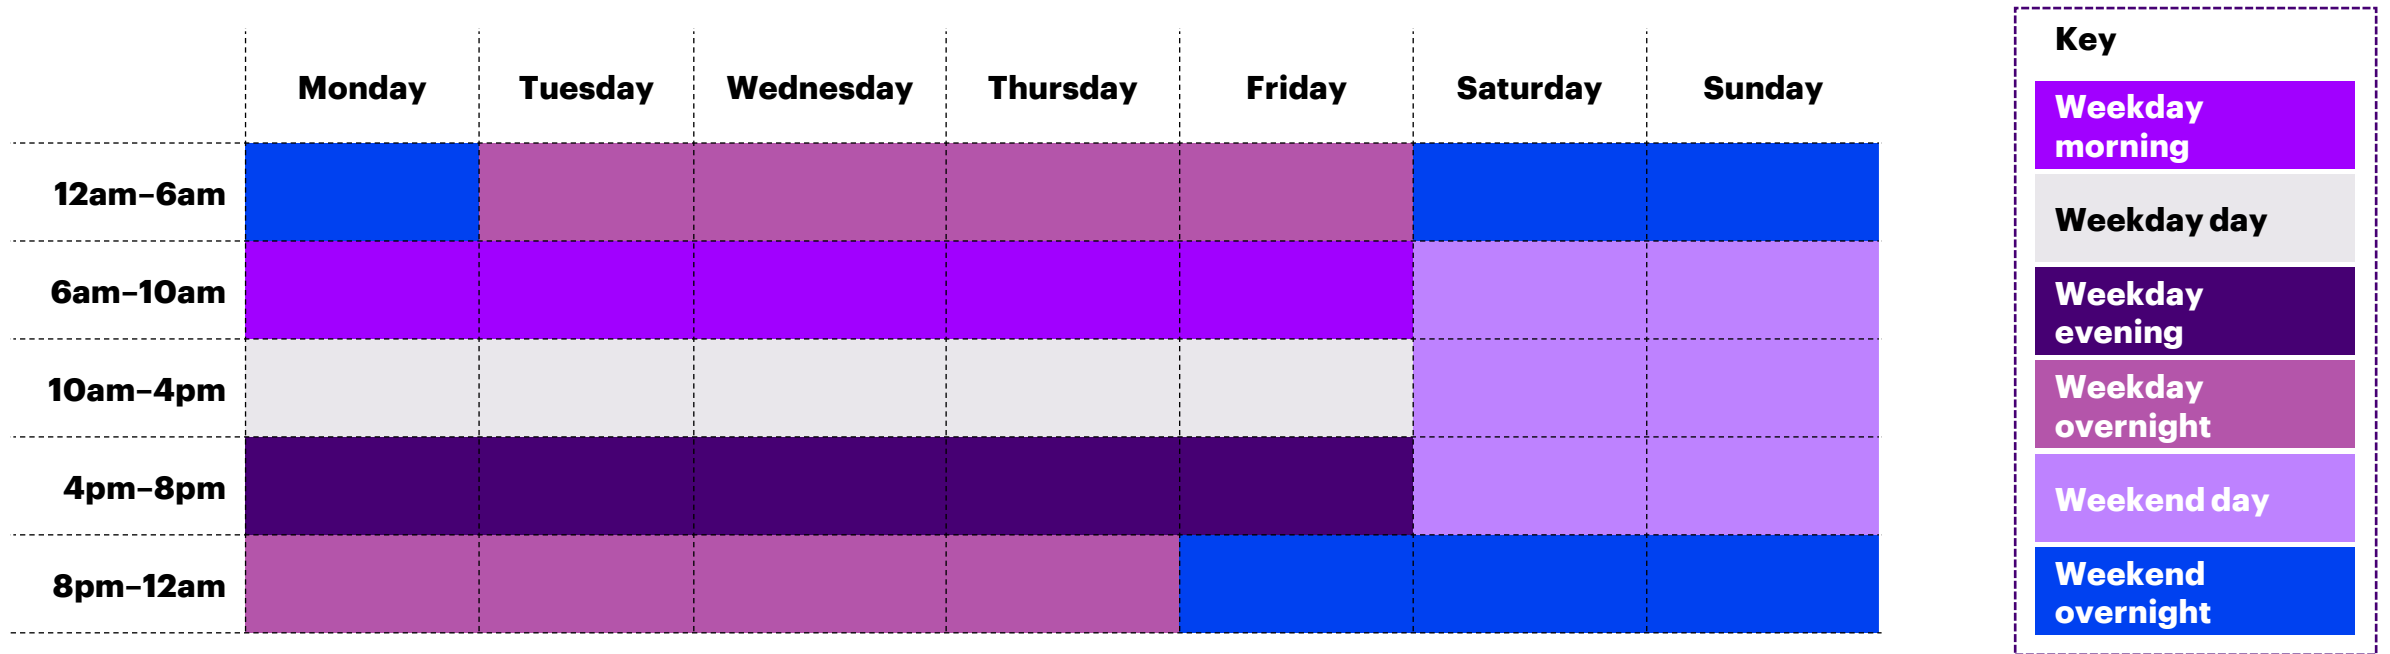 Monday Tuesday Wednesday Thursday Friday Saturday Sunday
12am–6am
6am–10am
10am–4pm
4pm–8pm
8pm–12am
Key
Weekday
morning
Weekday day
Weekday
evening
Weekday
overnight
Weekend day
Weekend
overnight